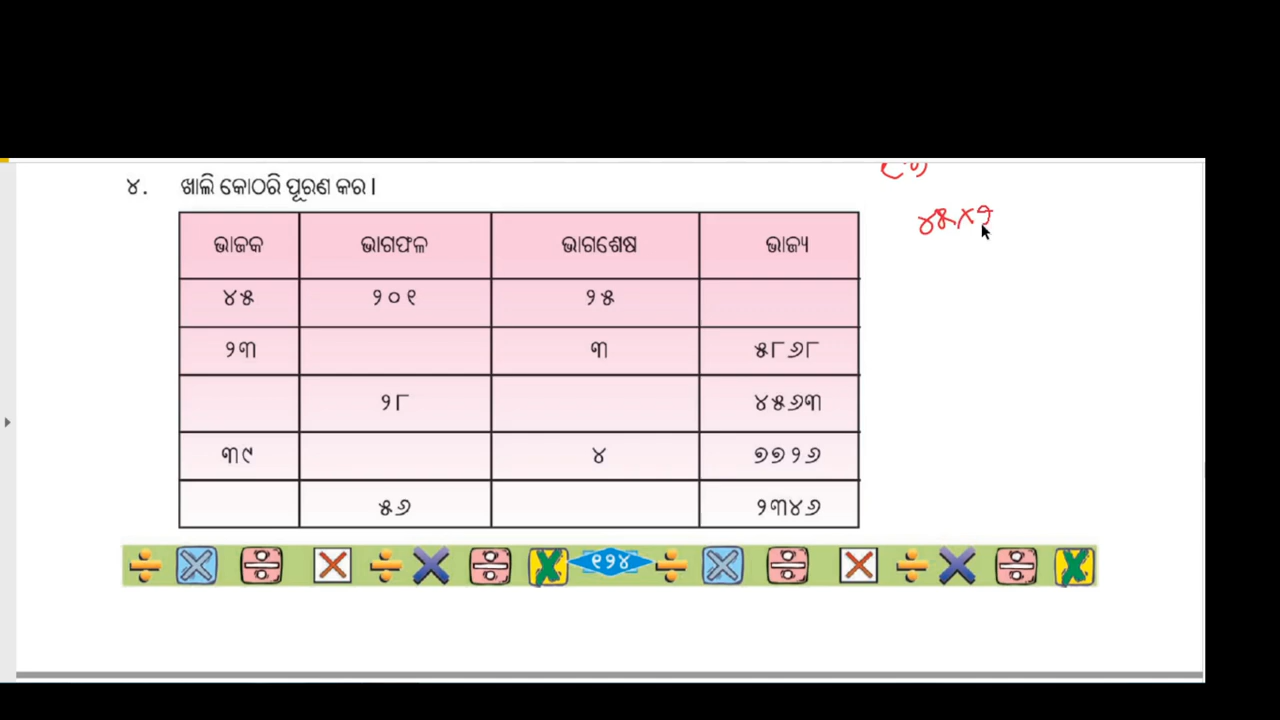 ୪. ଖାଲି କୋଠରି ପୂରଣ କର।
ଭାଜକ ଭାଗଫଳ ଭାଗଶେଷ ଭାଜ୍ୟ
୪୫ ୨୦୧ ୨୫
୨୩ ୩ ୫୮୬୮
୨୮ ୪୫୬୩
୩୯ ୪ ୭୭୨୬
୫୬ ୨୩୪୬
୧୨୪
୪୫×୨